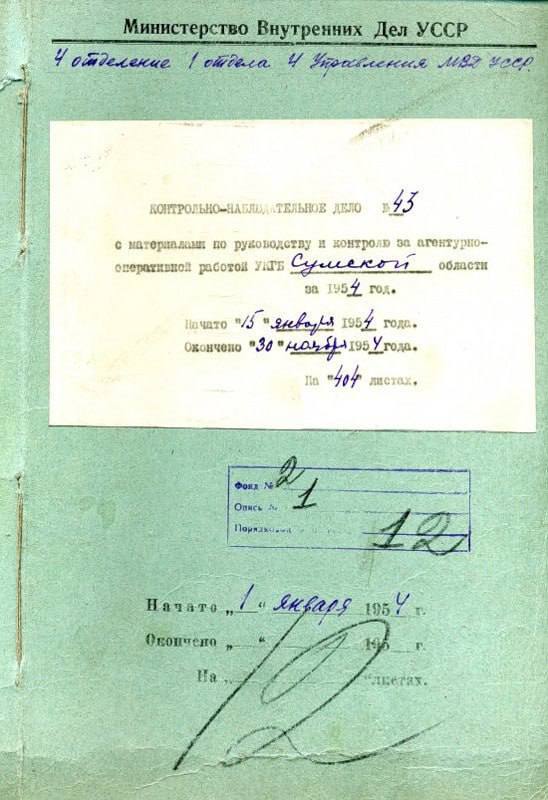 Министерство Внутренних Дел УССР
4 отделение 1 отдела 4 Управления МВД УССР.
КОНТРОЛЬНО-НАБЛЮДАТЕЛЬНОЕ ДЕЛО № 43
с материалами по руководству и контролю за агентурно-
оперативной работой УКГБ Сумской области
за 1954 год.
Начато "15" января 1954 года.
Окончено "30" ноября 1954 года.
На "404" листах.
Фонд № 2
Опись № 1
12
Начато „1“ января 1954 г.
Окончено „ “ 195 г.
На „ “ листах.
12